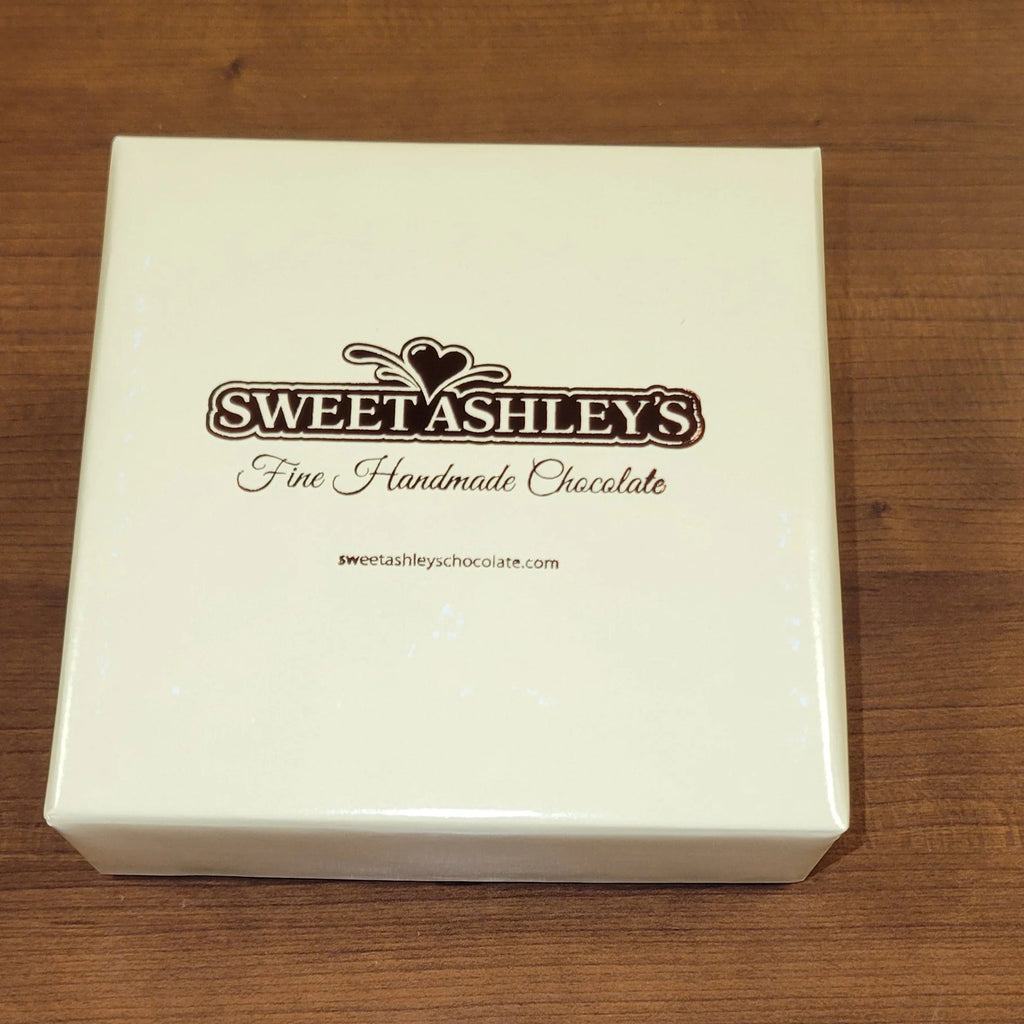 SWEET ASHLEY'S
Fine Handmade Chocolate
sweetashleyschocolate.com